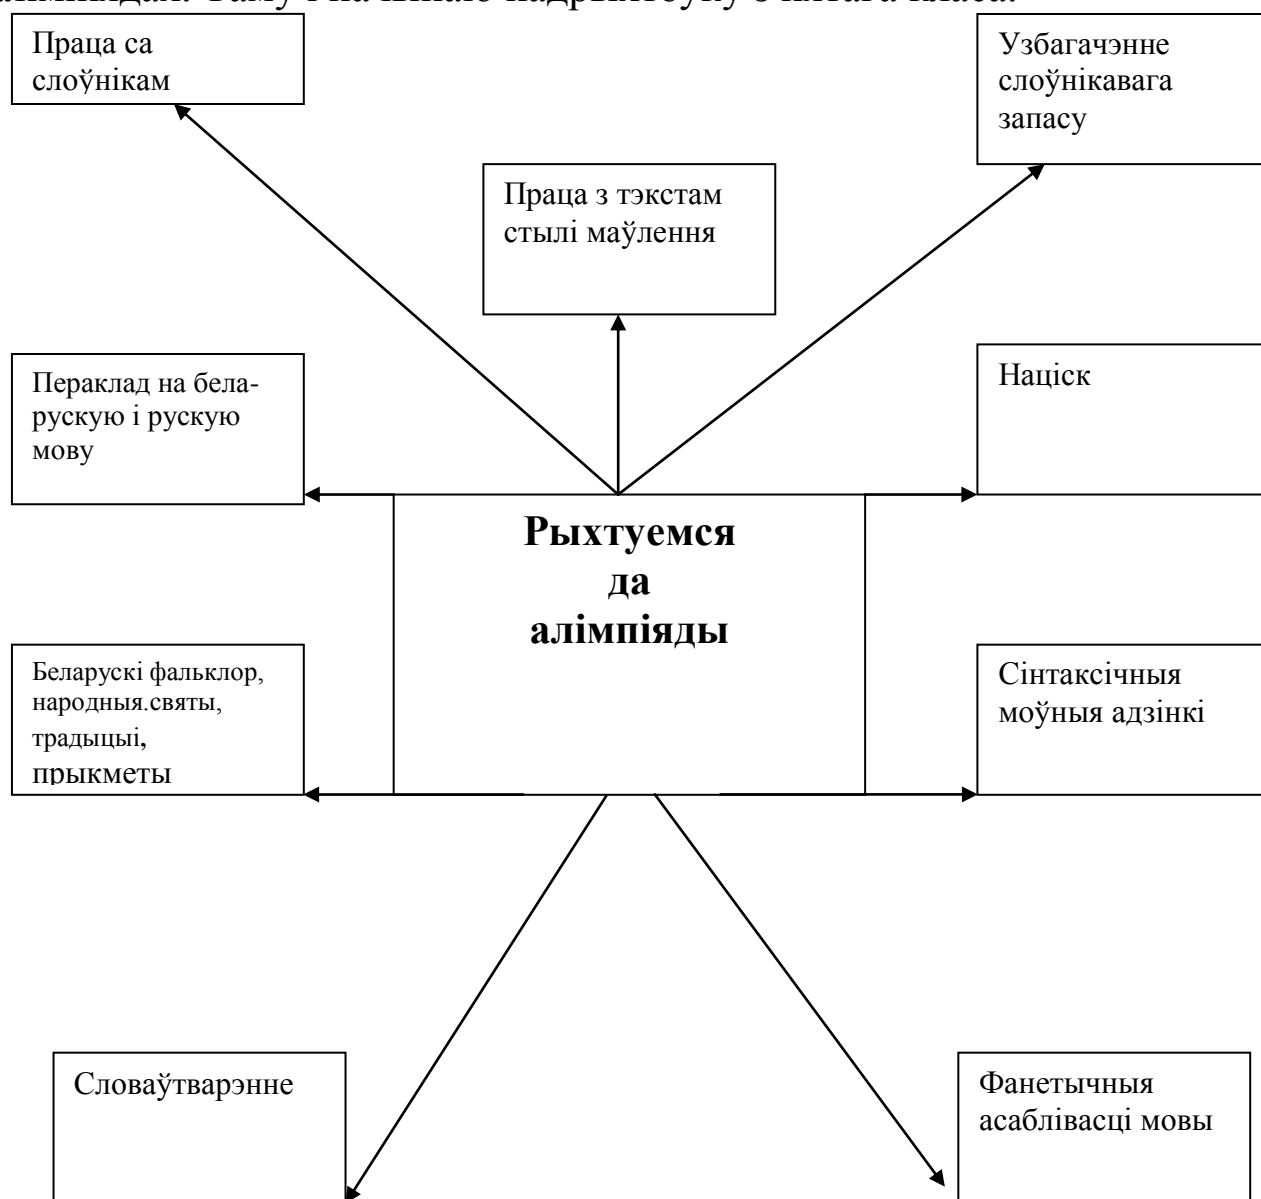 Праца са
слоўнікам
Узбагачэнне
слоўнікавага
запасу
Праца з тэкстам
стылі маўлення
Пераклад на бела-
рускую і рускую
мову
Націск
Рыхтуемся
да
алімпіяды
Беларускі фальклор,
народныя.святы,
традыцыі,
прыкметы
Сінтаксічныя
моўныя адзінкі
Словаўтварэнне
Фанетычныя
асаблівасці мовы